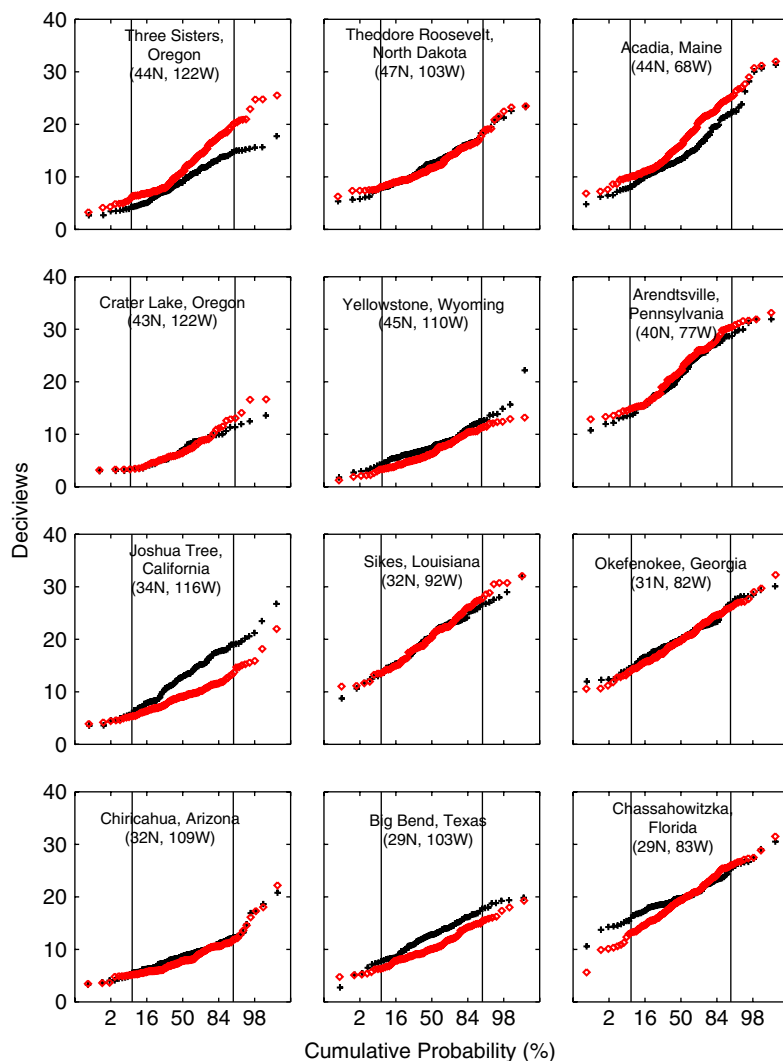 40
30
20
10
0
Three Sisters,
Oregon
(44N, 122W)
Theodore Roosevelt,
North Dakota
(47N, 103W)
Acadia, Maine
(44N, 68W)
40
30
20
10
0
Crater Lake, Oregon
(43N, 122W)
Yellowstone, Wyoming
(45N, 110W)
Arendtsville,
Pennsylvania
(40N, 77W)
Deciviews
40
30
20
10
0
Joshua Tree,
California
(34N, 116W)
Sikes, Louisiana
(32N, 92W)
Okefenokee, Georgia
(31N, 82W)
40
30
20
10
0
Chiricahua, Arizona
(32N, 109W)
Big Bend, Texas
(29N, 103W)
Chassahowitzka,
Florida
(29N, 83W)
2 16 50 84 98 2 16 50 84 98 2 16 50 84 98
Cumulative Probability (%)